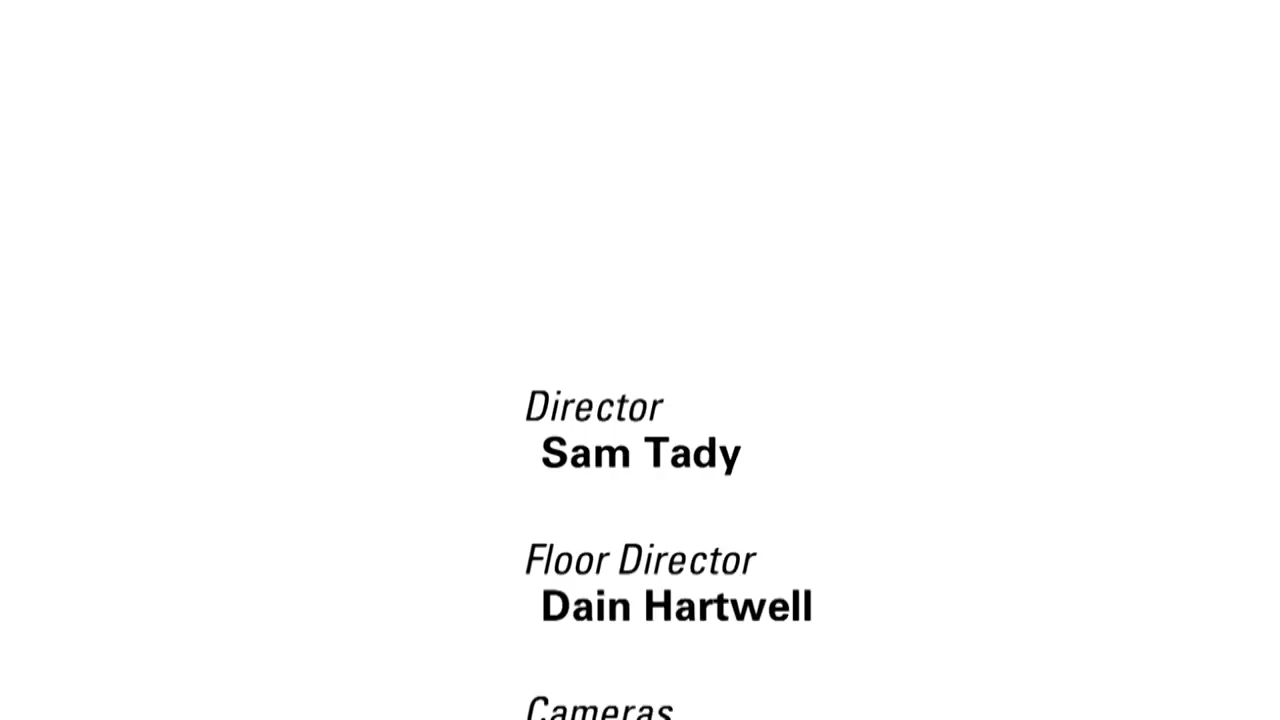 Director
Sam Tady
Floor Director
Dain Hartwell
Cameras